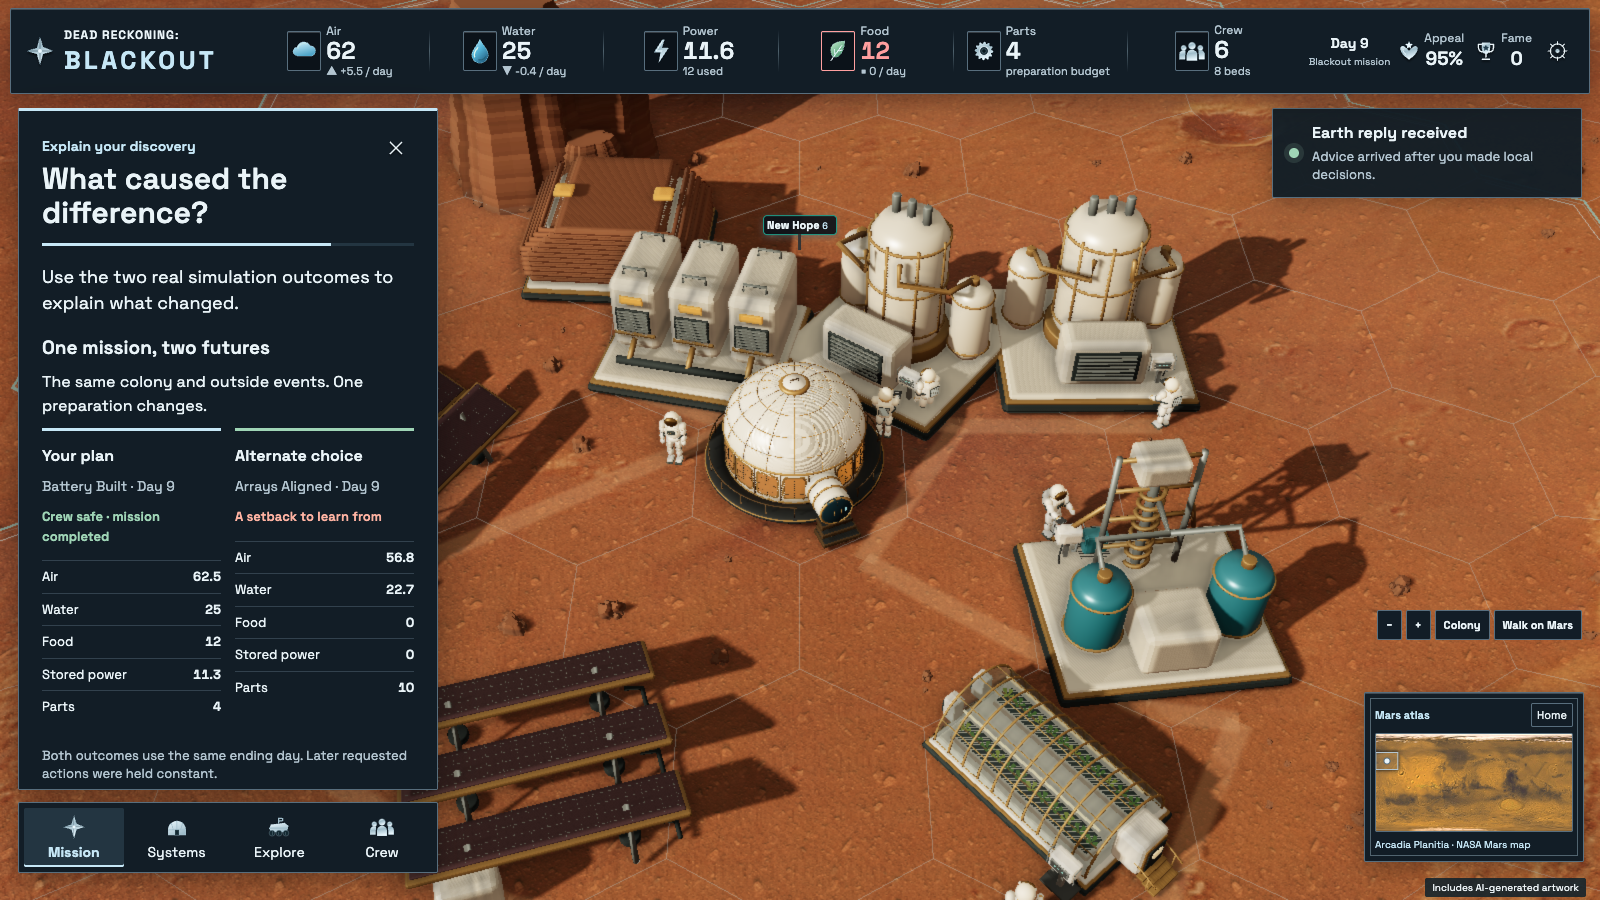 DEAD RECKONING:
BLACKOUT
Air
62
+5.5 / day
Water
25
-0.4 / day
Power
11.6
12 used
Food
12
0 / day
Parts
4
preparation budget
Crew
6
8 beds
Day 9
Blackout mission
Appeal
95%
Fame
0
Explain your discovery
What caused the
difference?
Use the two real simulation outcomes to
explain what changed.
One mission, two futures
The same colony and outside events. One
preparation changes.
Your plan
Battery Built · Day 9
Crew safe · mission
completed
Air 62.5
Water 25
Food 12
Stored power 11.3
Parts 4
Alternate choice
Arrays Aligned · Day 9
A setback to learn from
Air 56.8
Water 22.7
Food 0
Stored power 0
Parts 10
Both outcomes use the same ending day. Later requested
actions were held constant.
Mission
Systems
Explore
Crew
New Hope 6
Earth reply received
Advice arrived after you made local
decisions.
- + Colony Walk on Mars
Mars atlas
Home
Arcadia Planitia · NASA Mars map
Includes AI-generated artwork